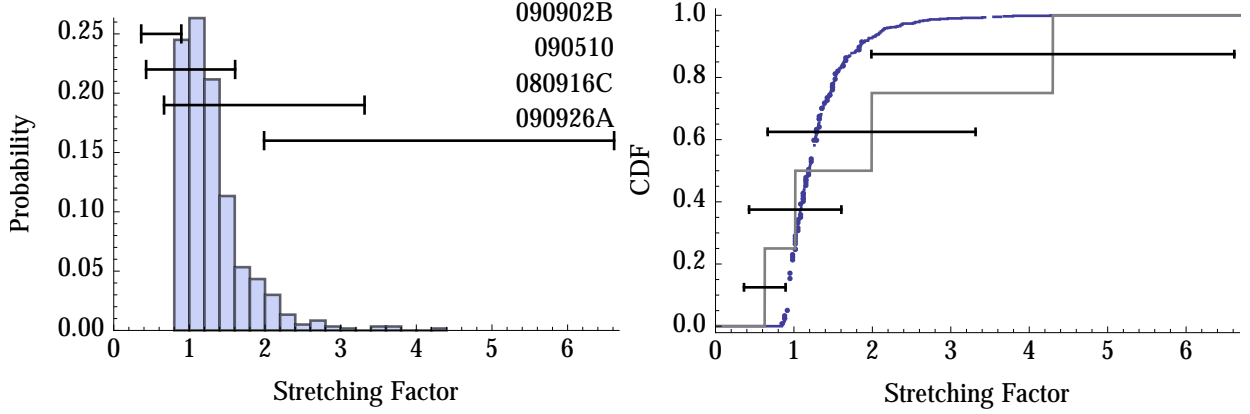 090902B
090510
080916C
090926A
0.25
0.20
0.15
0.10
0.05
0.00
Probability
0 1 2 3 4 5 6
Stretching Factor
1.0
0.8
0.6
0.4
0.2
0.0
CDF
0 1 2 3 4 5 6
Stretching Factor